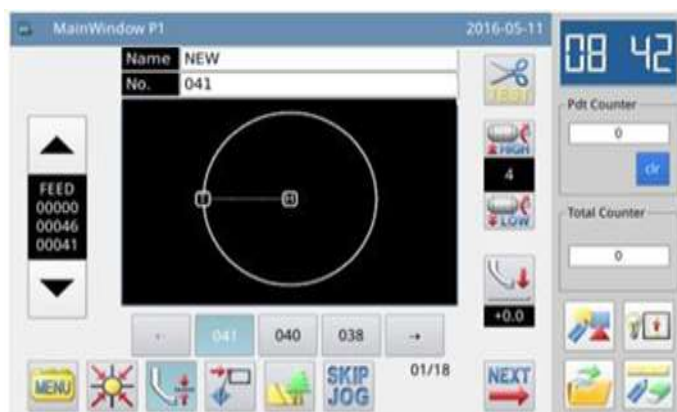 MainWindow P1 2016-05-11
08 42
Name NEW
No. 041
TEST
HIGH
4
LOW
+0.0
FEED
00000
00046
00041
T H
Pdt Counter
0
clr
Total Counter
0
← 041 040 038 →
01/18
MENU
SKIP
JOG
NEXT